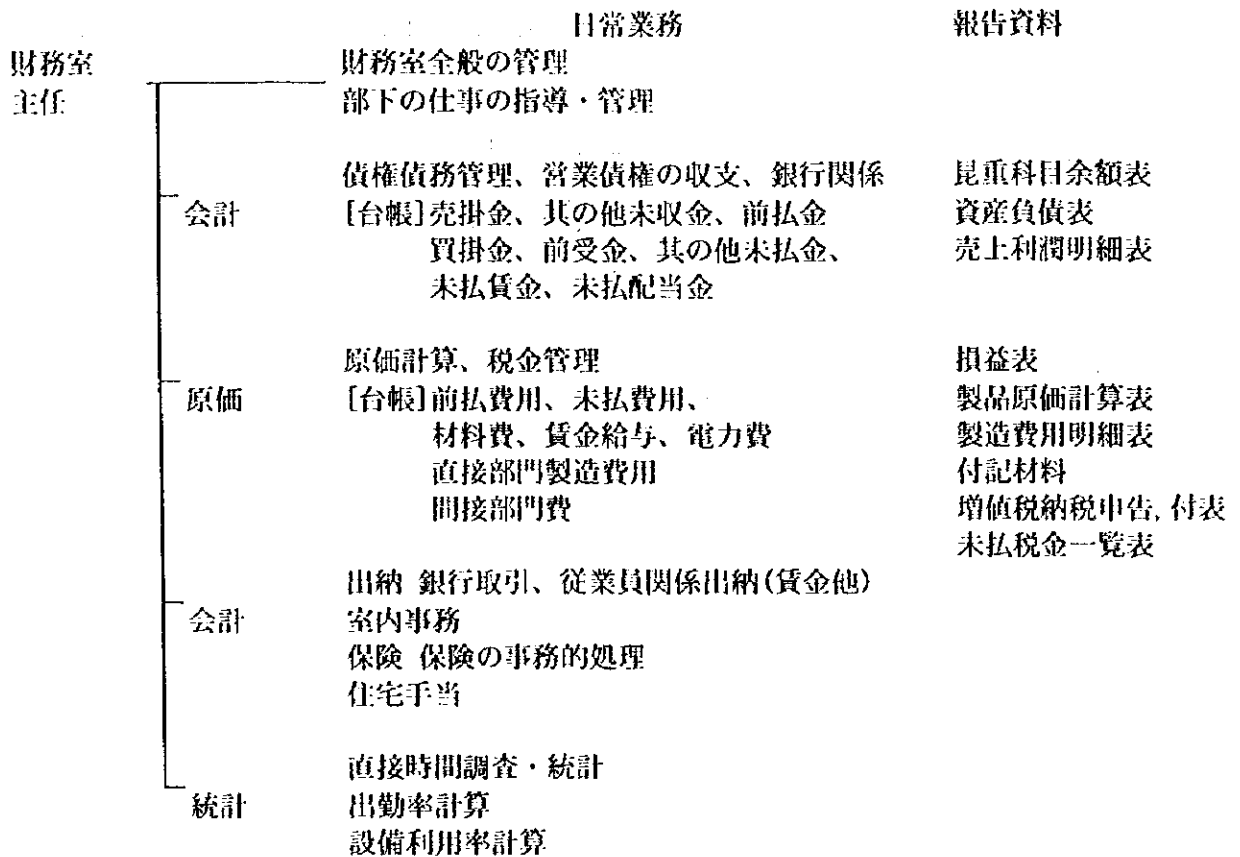 日常業務 報告資料
財務室 財務室全般の管理
主任 部下の仕事の指導・管理
債権債務管理、営業債権の収支、銀行関係 昆重科目余額表
会計 [台帳]売掛金、其の他未収金、前払金 資産負債表
買掛金、前受金、其の他未払金、 売上利潤明細表
未払賃金、未払配当金
原価計算、税金管理 損益表
原価 [台帳]前払費用、未払費用、 製品原価計算表
材料費、賃金給与、電力費 製造費用明細表
直接部門製造費用 付記材料
間接部門費 増値税納税申告,付表
未払税金一覧表
出納 銀行取引、従業員関係出納(賃金他)
会計 室内事務
保険 保険の事務的処理
住宅手当
直接時間調査・統計
統計 出勤率計算
設備利用率計算